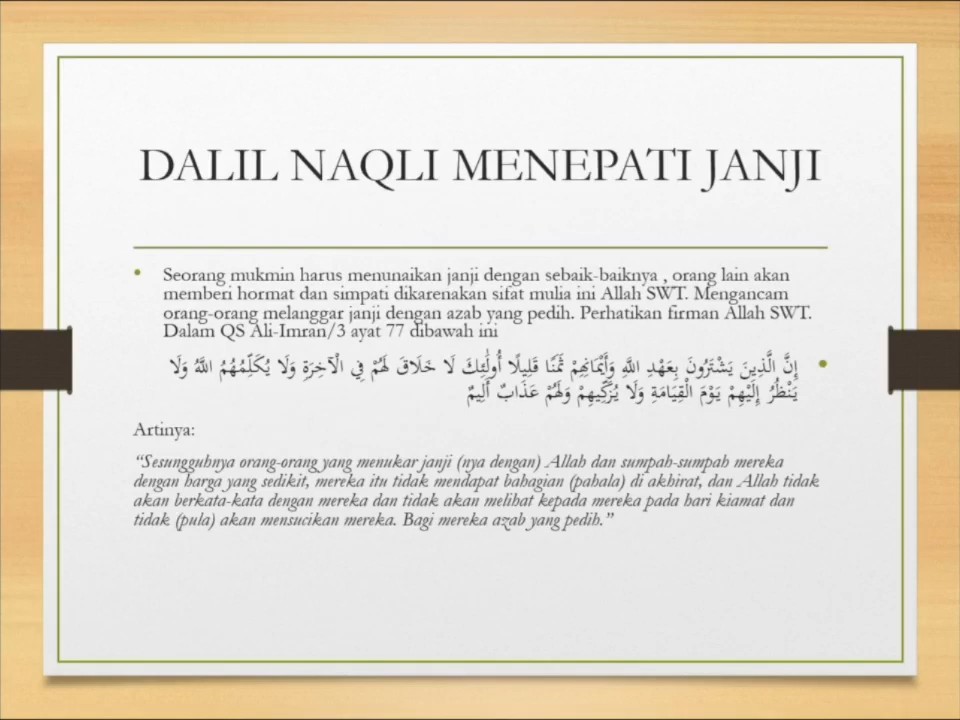 DALIL NAQLI MENEPATI JANJI
• Seorang mukmin harus menunaikan janji dengan sebaik-baiknya , orang lain akan
memberi hormat dan simpati dikarenakan sifat mulia ini Allah SWT. Mengancam
orang-orang melanggar janji dengan azab yang pedih. Perhatikan firman Allah SWT.
Dalam QS Ali-Imran/3 ayat 77 dibawah ini
• إِنَّ الَّذِينَ يَشْتَرُونَ بِعَهْدِ اللَّهِ وَأَيْمَانِهِمْ ثَمَنًا قَلِيلًا أُولَٰئِكَ لَا خَلَاقَ لَهُمْ فِي الْآخِرَةِ وَلَا يُكَلِّمُهُمُ اللَّهُ وَلَا
يَنْظُرُ إِلَيْهِمْ يَوْمَ الْقِيَامَةِ وَلَا يُزَكِّيهِمْ وَلَهُمْ عَذَابٌ أَلِيمٌ
Artinya:
“Sesungguhnya orang-orang yang menukar janji (nya dengan) Allah dan sumpah-sumpah mereka
dengan harga yang sedikit, mereka itu tidak mendapat bahagian (pahala) di akhirat, dan Allah tidak
akan berkata-kata dengan mereka dan tidak akan melihat kepada mereka pada hari kiamat dan
tidak (pula) akan mensucikan mereka. Bagi mereka azab yang pedih.”